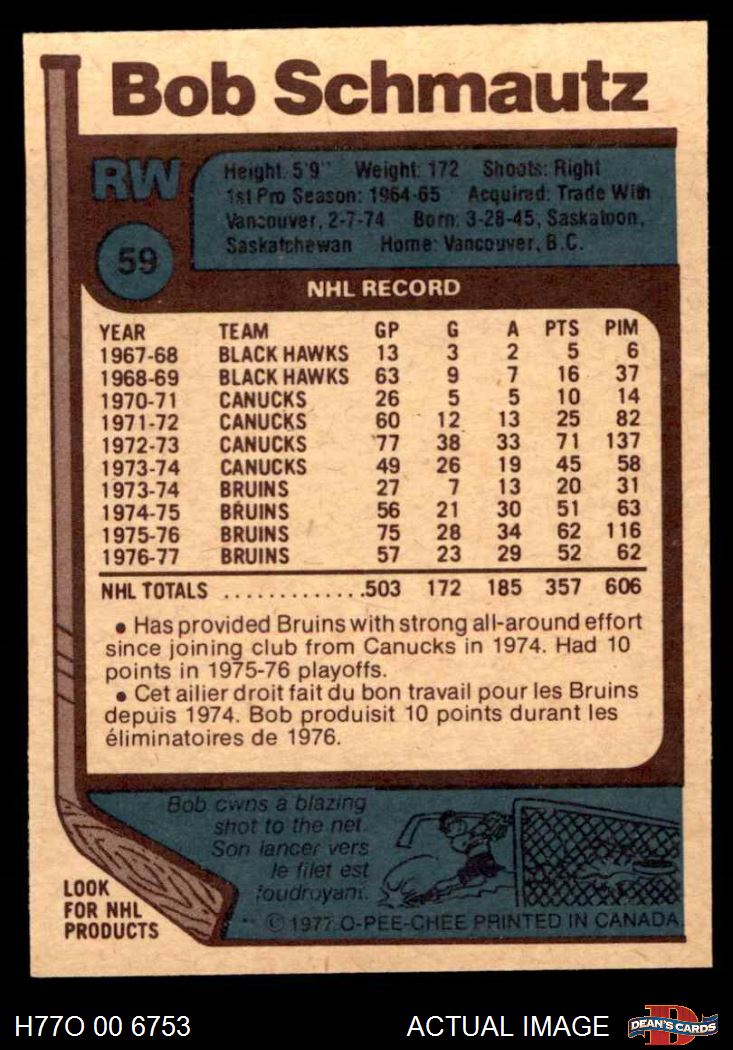 Bob Schmautz
RW
Height: 5'9" Weight: 172 Shoots: Right
1st Pro Season: 1964-65 Acquired: Trade With
Vancouver, 2-7-74 Born: 3-28-45, Saskatoon,
Saskatchewan Home: Vancouver, B.C.
59
NHL RECORD
YEAR TEAM GP G A PTS PIM
1967-68 BLACK HAWKS 13 3 2 5 6
1968-69 BLACK HAWKS 63 9 7 16 37
1970-71 CANUCKS 26 5 5 10 14
1971-72 CANUCKS 60 12 13 25 82
1972-73 CANUCKS 77 38 33 71 137
1973-74 CANUCKS 49 26 19 45 58
1973-74 BRUINS 27 7 13 20 31
1974-75 BRUINS 56 21 30 51 63
1975-76 BRUINS 75 28 34 62 116
1976-77 BRUINS 57 23 29 52 62
NHL TOTALS .............503 172 185 357 606
• Has provided Bruins with strong all-around effort
since joining club from Canucks in 1974. Had 10
points in 1975-76 playoffs.
• Cet ailier droit fait du bon travail pour les Bruins
depuis 1974. Bob produisit 10 points durant les
éliminatoires de 1976.
Bob owns a blazing
shot to the net.
Son lancer vers
le filet est
foudroyant.
LOOK
FOR NHL
PRODUCTS
© 1977 O-PEE-CHEE PRINTED IN CANADA
H77O 00 6753 ACTUAL IMAGE DEAN'S CARDS